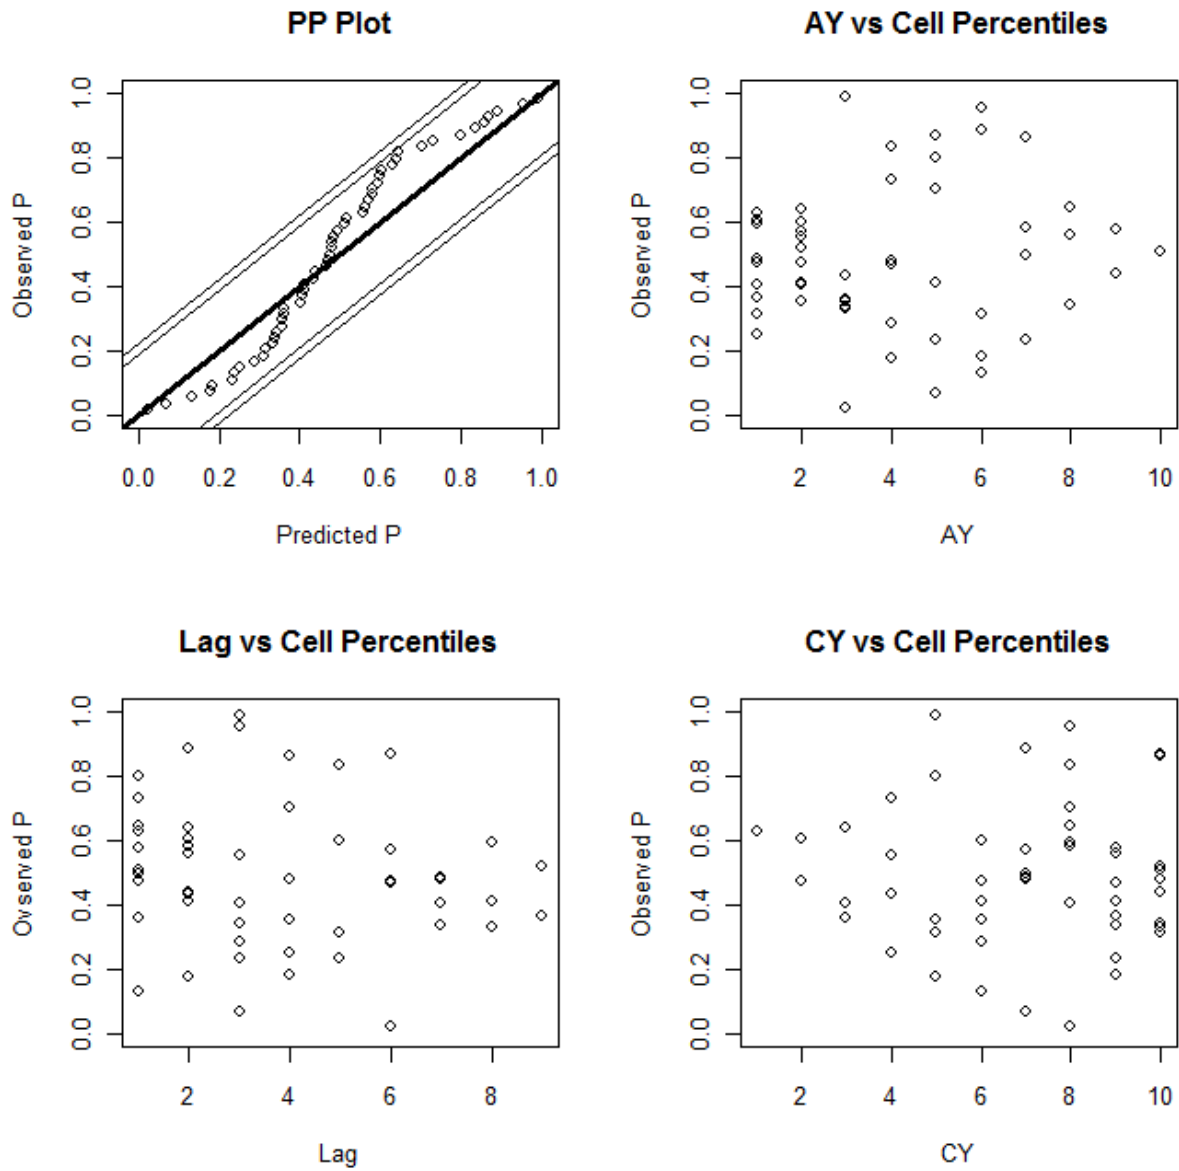 PP Plot
Observed P
1.0
0.8
0.6
0.4
0.2
0.0
0.0 0.2 0.4 0.6 0.8 1.0
Predicted P
AY vs Cell Percentiles
Observed P
1.0
0.8
0.6
0.4
0.2
0.0
2 4 6 8 10
AY
Lag vs Cell Percentiles
Ovserved P
1.0
0.8
0.6
0.4
0.2
0.0
2 4 6 8
Lag
CY vs Cell Percentiles
Observed P
1.0
0.8
0.6
0.4
0.2
0.0
2 4 6 8 10
CY